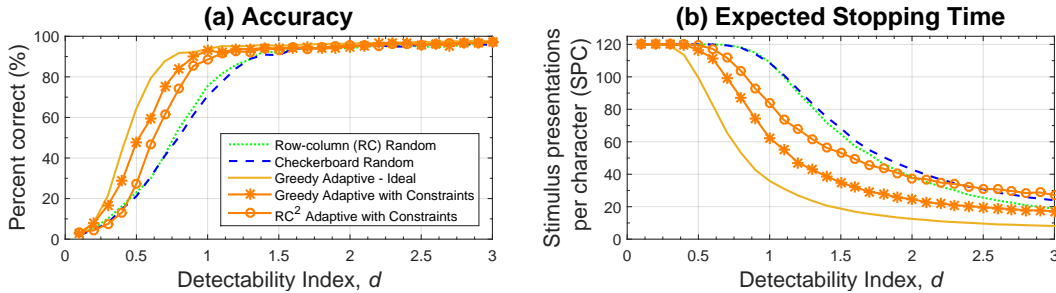 (a) Accuracy
Percent correct (%)
100
80
60
40
20
0
0
0.5
1
1.5
2
2.5
3
Detectability Index, d
Row-column (RC) Random
Checkerboard Random
Greedy Adaptive - Ideal
Greedy Adaptive with Constraints
RC² Adaptive with Constraints
(b) Expected Stopping Time
Stimulus presentations
per character (SPC)
120
100
80
60
40
20
0
0
0.5
1
1.5
2
2.5
3
Detectability Index, d